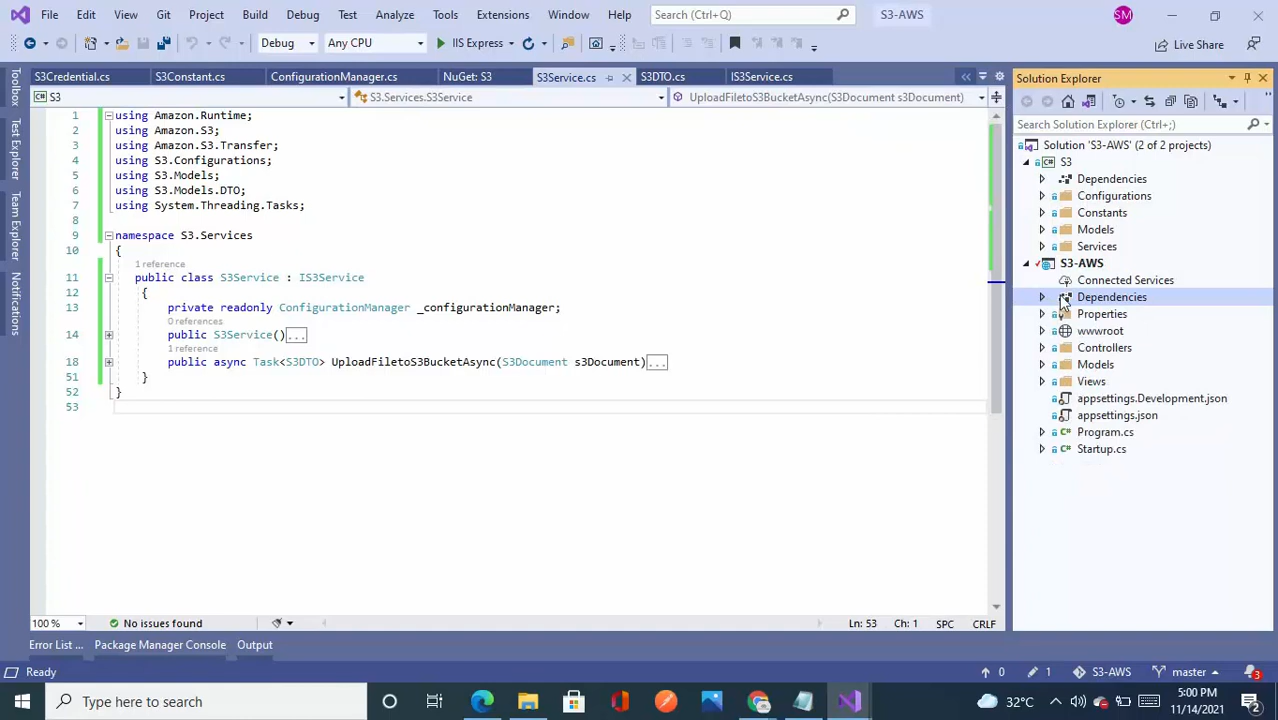 File Edit View Git Project Build Debug Test Analyze Tools Extensions Window Help Search (Ctrl+Q) S3-AWS SM
Debug Any CPU IIS Express Live Share
S3Credential.cs S3Constant.cs ConfigurationManager.cs NuGet: S3 S3Service.cs S3DTO.cs IS3Service.cs
S3 S3.Services.S3Service UploadFiletoS3BucketAsync(S3Document s3Document)
Toolbox
Test Explorer
Team Explorer
Notifications
1 using Amazon.Runtime;
2 using Amazon.S3;
3 using Amazon.S3.Transfer;
4 using S3.Configurations;
5 using S3.Models;
6 using S3.Models.DTO;
7 using System.Threading.Tasks;
8
9 namespace S3.Services
10 {
1 reference
11 public class S3Service : IS3Service
12 {
13 private readonly ConfigurationManager _configurationManager;
0 references
14 public S3Service()...
1 reference
18 public async Task<S3DTO> UploadFiletoS3BucketAsync(S3Document s3Document)...
51 }
52 }
53
100 % No issues found Ln: 53 Ch: 1 SPC CRLF
Error List ... Package Manager Console Output
Solution Explorer
Search Solution Explorer (Ctrl+;)
Solution 'S3-AWS' (2 of 2 projects)
C# S3
Dependencies
Configurations
Constants
Models
Services
S3-AWS
Connected Services
Dependencies
Properties
wwwroot
Controllers
Models
Views
appsettings.Development.json
appsettings.json
C# Program.cs
C# Startup.cs
Ready 0 1 S3-AWS master 3
Type here to search 32°C 5:00 PM
11/14/2021 2